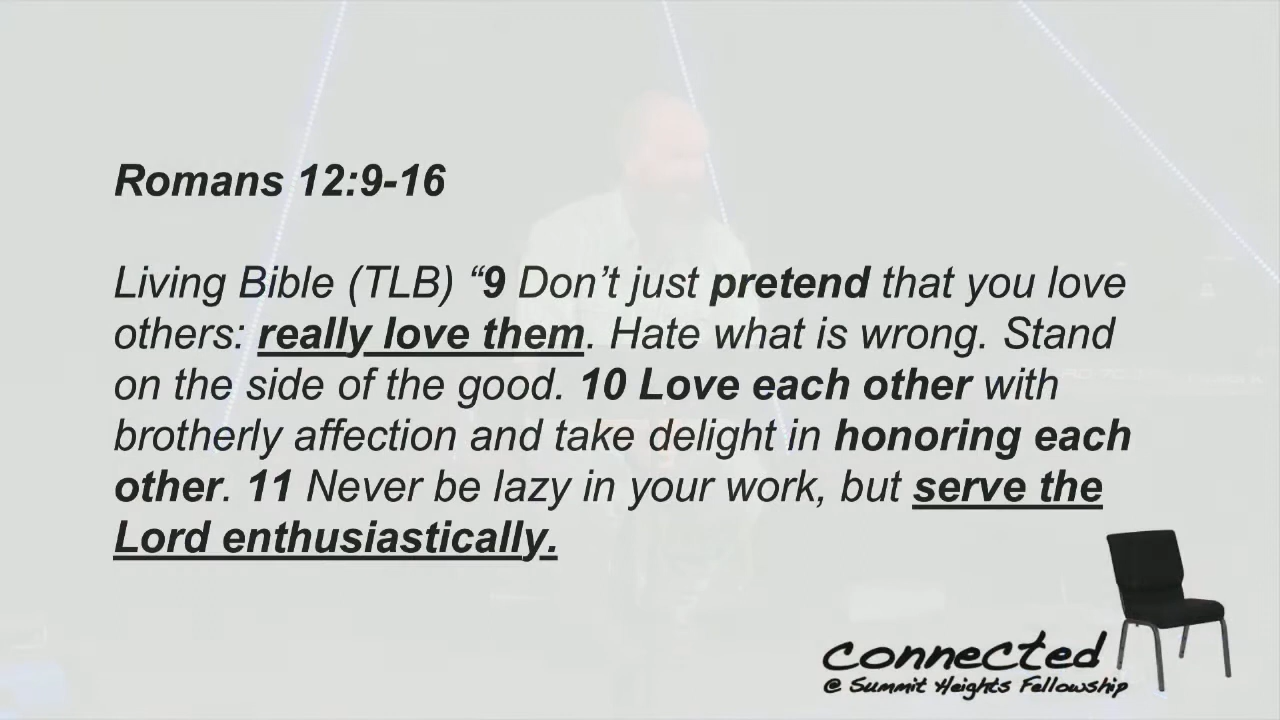 Romans 12:9-16
Living Bible (TLB) “9 Don’t just pretend that you love
others: really love them. Hate what is wrong. Stand
on the side of the good. 10 Love each other with
brotherly affection and take delight in honoring each
other. 11 Never be lazy in your work, but serve the
Lord enthusiastically.
connected
@ Summit Heights Fellowship